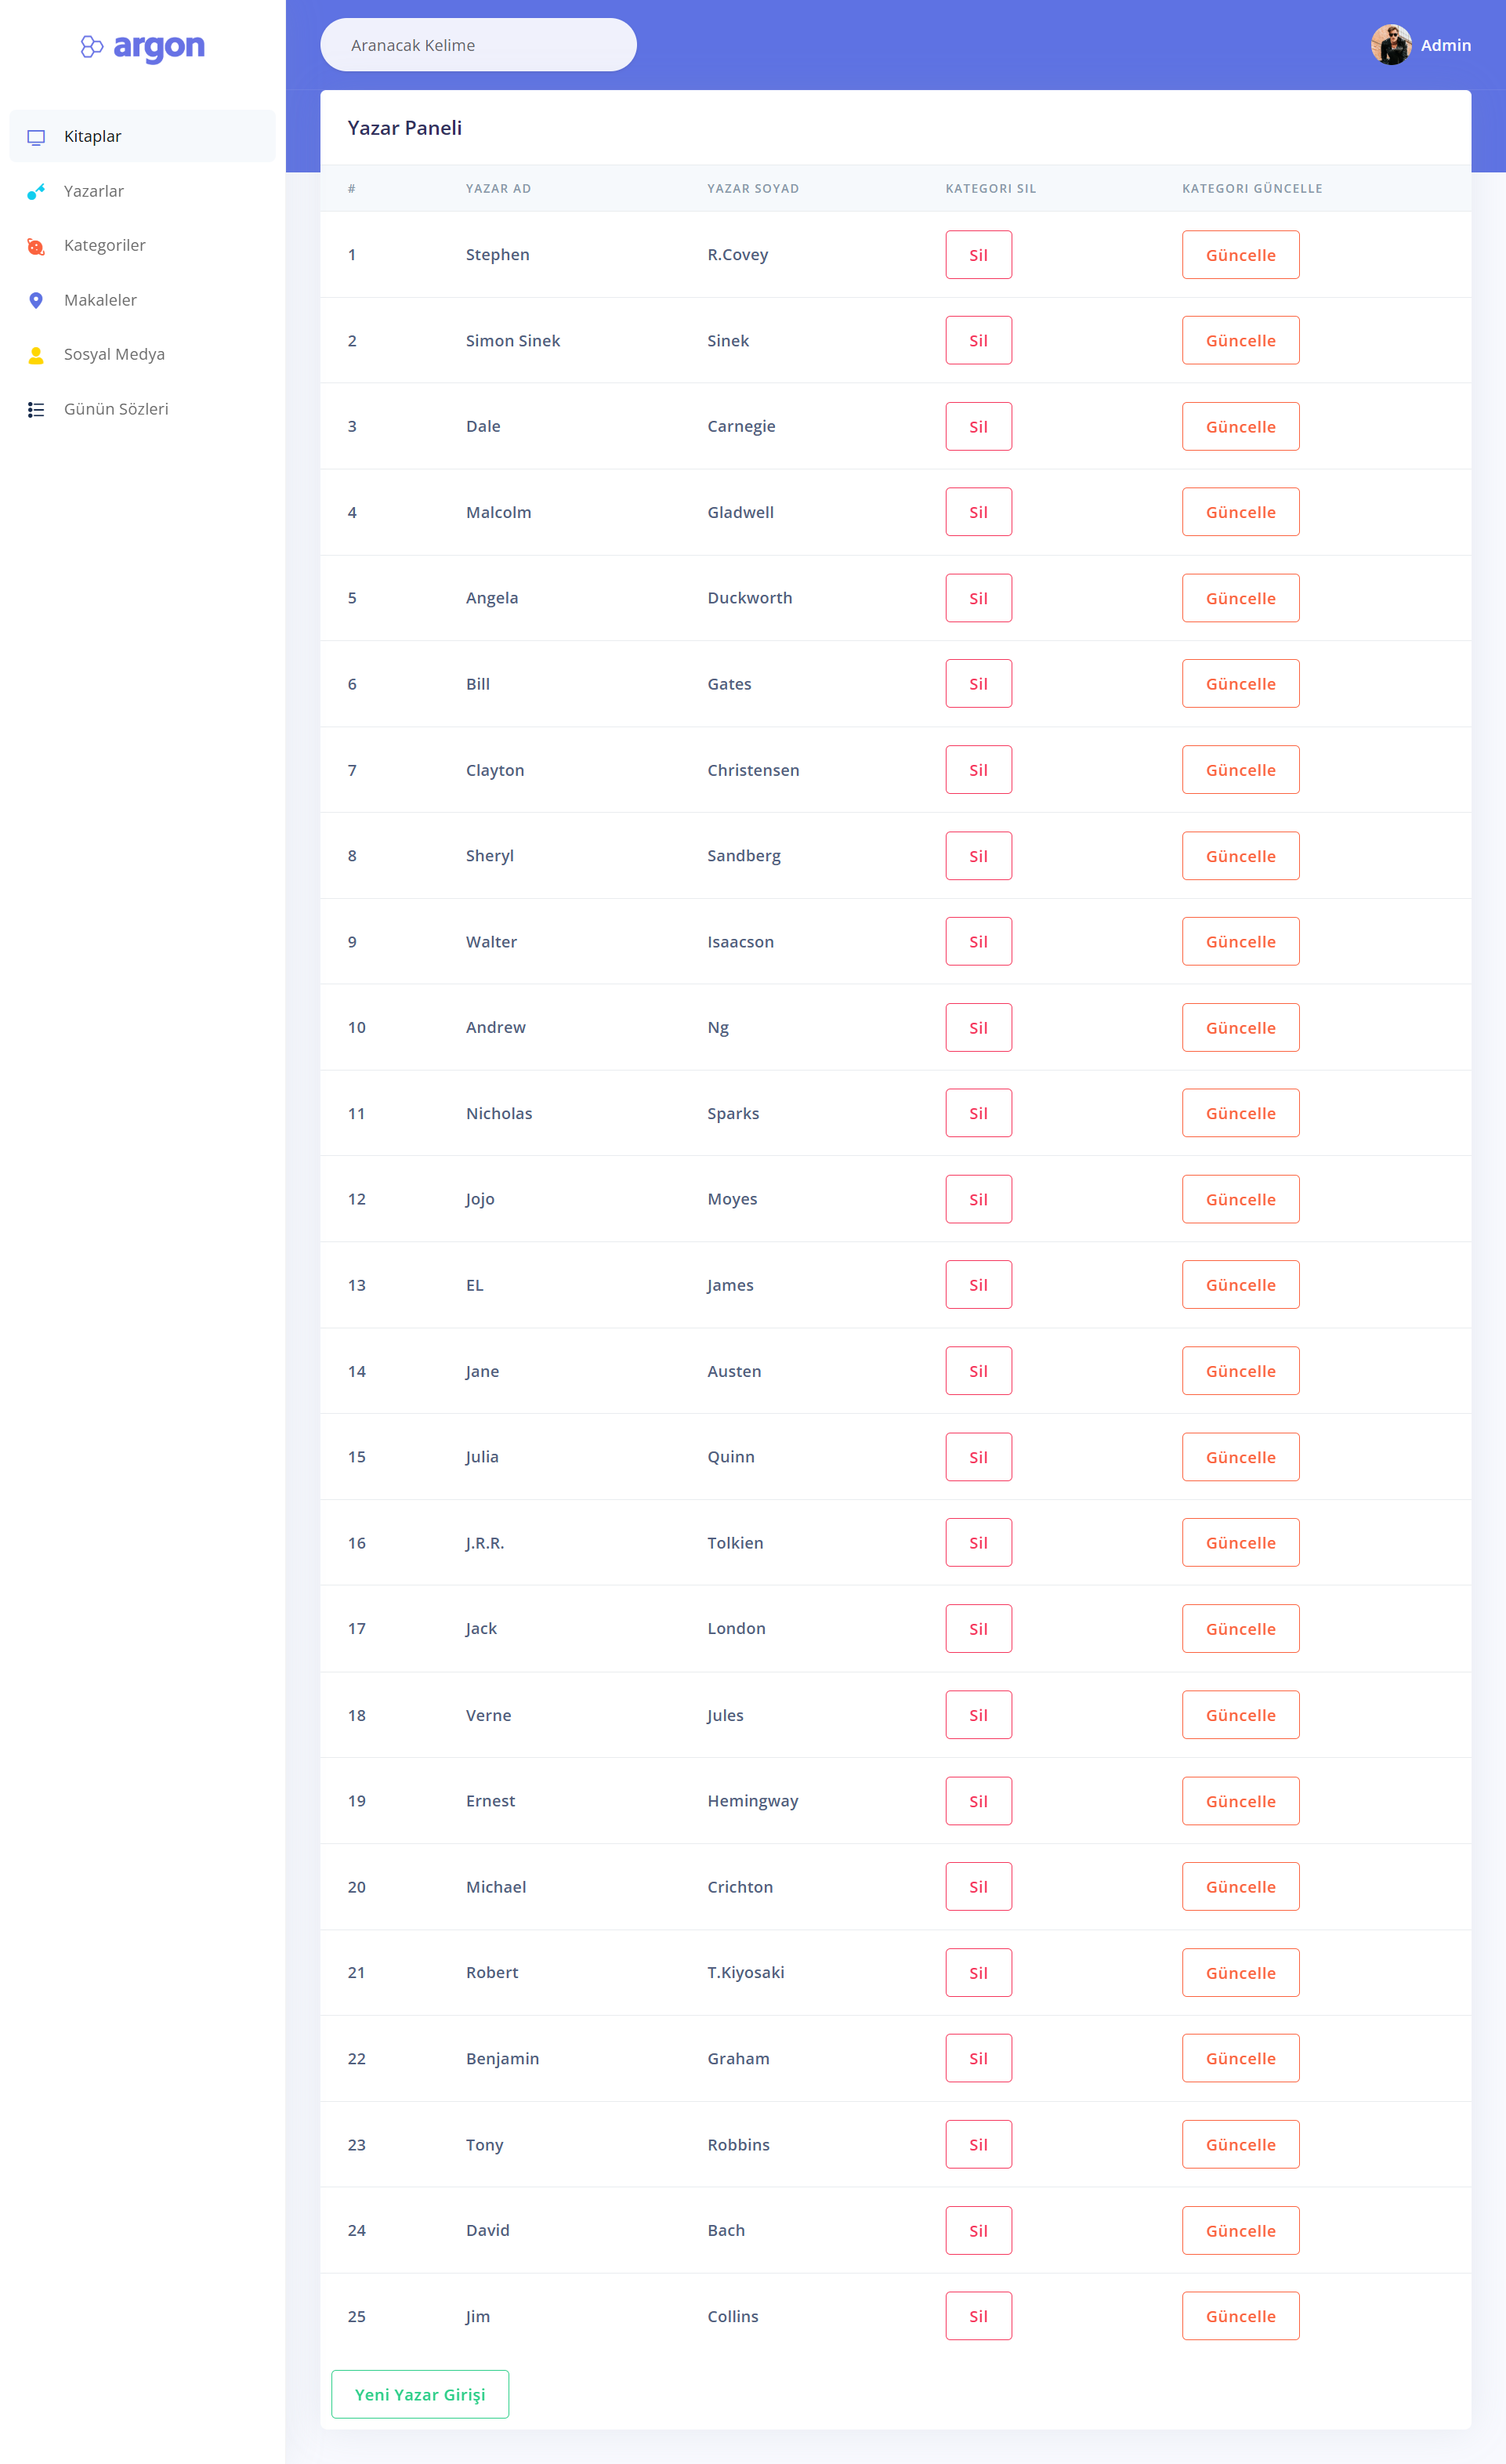 argon
Aranacak Kelime
Admin
Kitaplar
Yazarlar
Kategoriler
Makaleler
Sosyal Medya
Günün Sözleri
Yazar Paneli
# YAZAR AD YAZAR SOYAD KATEGORI SIL KATEGORI GÜNCELLE
1 Stephen R.Covey Sil Güncelle
2 Simon Sinek Sinek Sil Güncelle
3 Dale Carnegie Sil Güncelle
4 Malcolm Gladwell Sil Güncelle
5 Angela Duckworth Sil Güncelle
6 Bill Gates Sil Güncelle
7 Clayton Christensen Sil Güncelle
8 Sheryl Sandberg Sil Güncelle
9 Walter Isaacson Sil Güncelle
10 Andrew Ng Sil Güncelle
11 Nicholas Sparks Sil Güncelle
12 Jojo Moyes Sil Güncelle
13 EL James Sil Güncelle
14 Jane Austen Sil Güncelle
15 Julia Quinn Sil Güncelle
16 J.R.R. Tolkien Sil Güncelle
17 Jack London Sil Güncelle
18 Verne Jules Sil Güncelle
19 Ernest Hemingway Sil Güncelle
20 Michael Crichton Sil Güncelle
21 Robert T.Kiyosaki Sil Güncelle
22 Benjamin Graham Sil Güncelle
23 Tony Robbins Sil Güncelle
24 David Bach Sil Güncelle
25 Jim Collins Sil Güncelle
Yeni Yazar Girişi